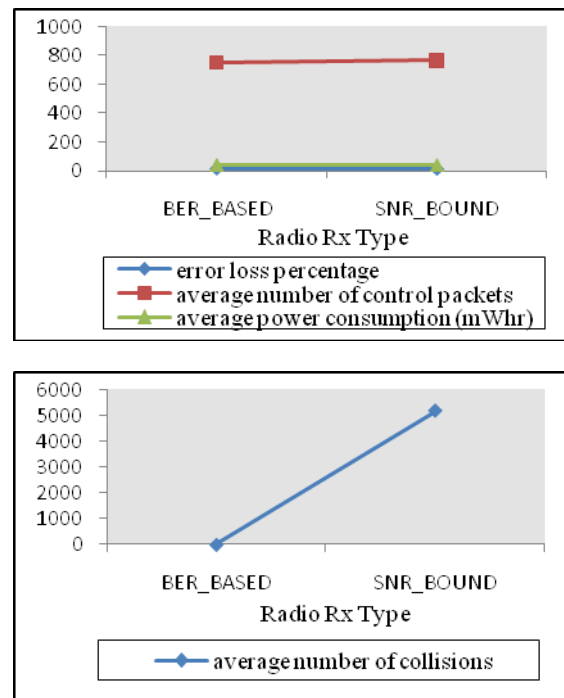 1000
800
600
400
200
0
BER_BASED SNR_BOUND
Radio Rx Type
error loss percentage
average number of control packets
average power consumption (mWhr)
6000
5000
4000
3000
2000
1000
0
BER_BASED SNR_BOUND
Radio Rx Type
average number of collisions